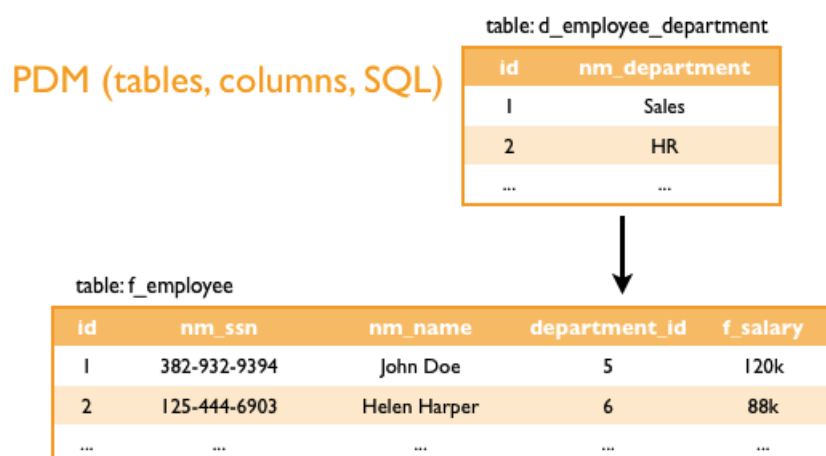 table: d_employee_department
PDM (tables, columns, SQL)
id nm_department
1 Sales
2 HR
... ...
table: f_employee
id nm_ssn nm_name department_id f_salary
1 382-932-9394 John Doe 5 120k
2 125-444-6903 Helen Harper 6 88k
... ... ... ... ...